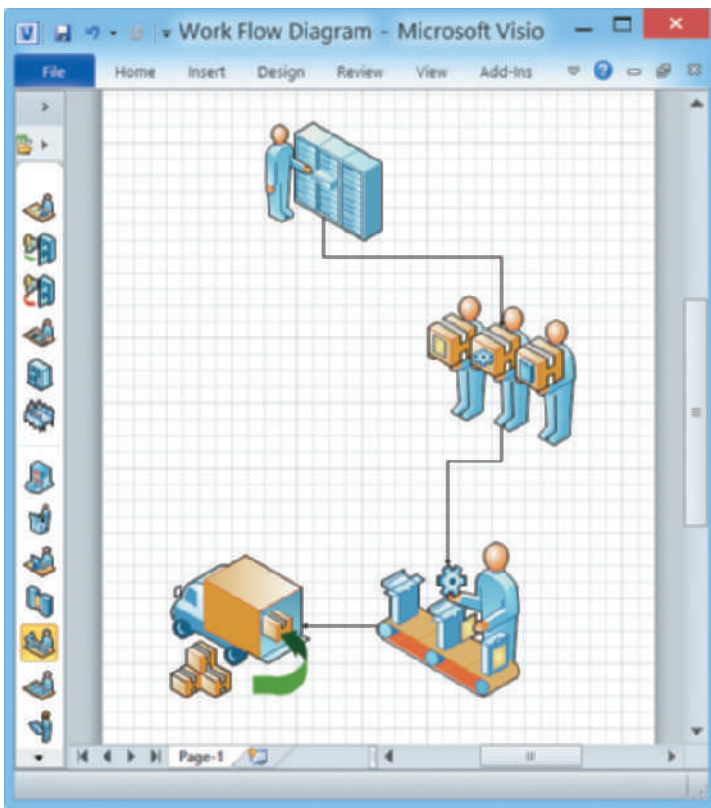 V Work Flow Diagram - Microsoft Visio
File Home Insert Design Review View Add-Ins ?
Page-1